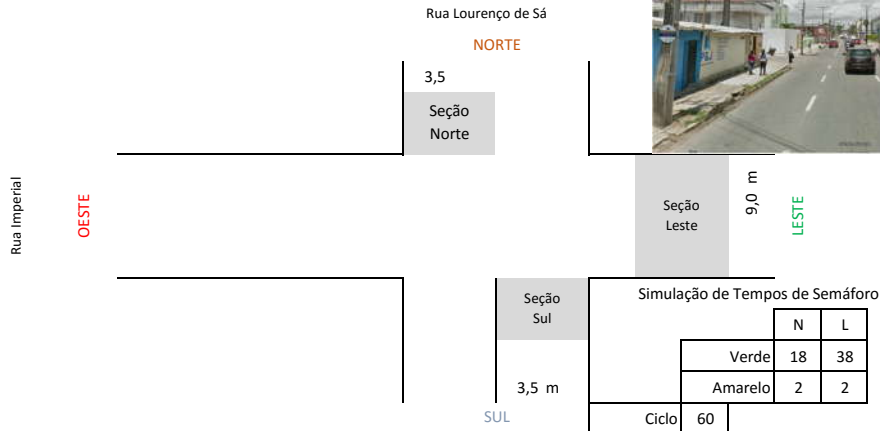 Rua Lourenço de Sá
NORTE
3,5
Seção
Norte
Rua Imperial
OESTE
Seção
Leste
9,0 m
LESTE
Seção
Sul
3,5 m
SUL
Simulação de Tempos de Semáforo
N L
Verde 18 38
Amarelo 2 2
Ciclo 60